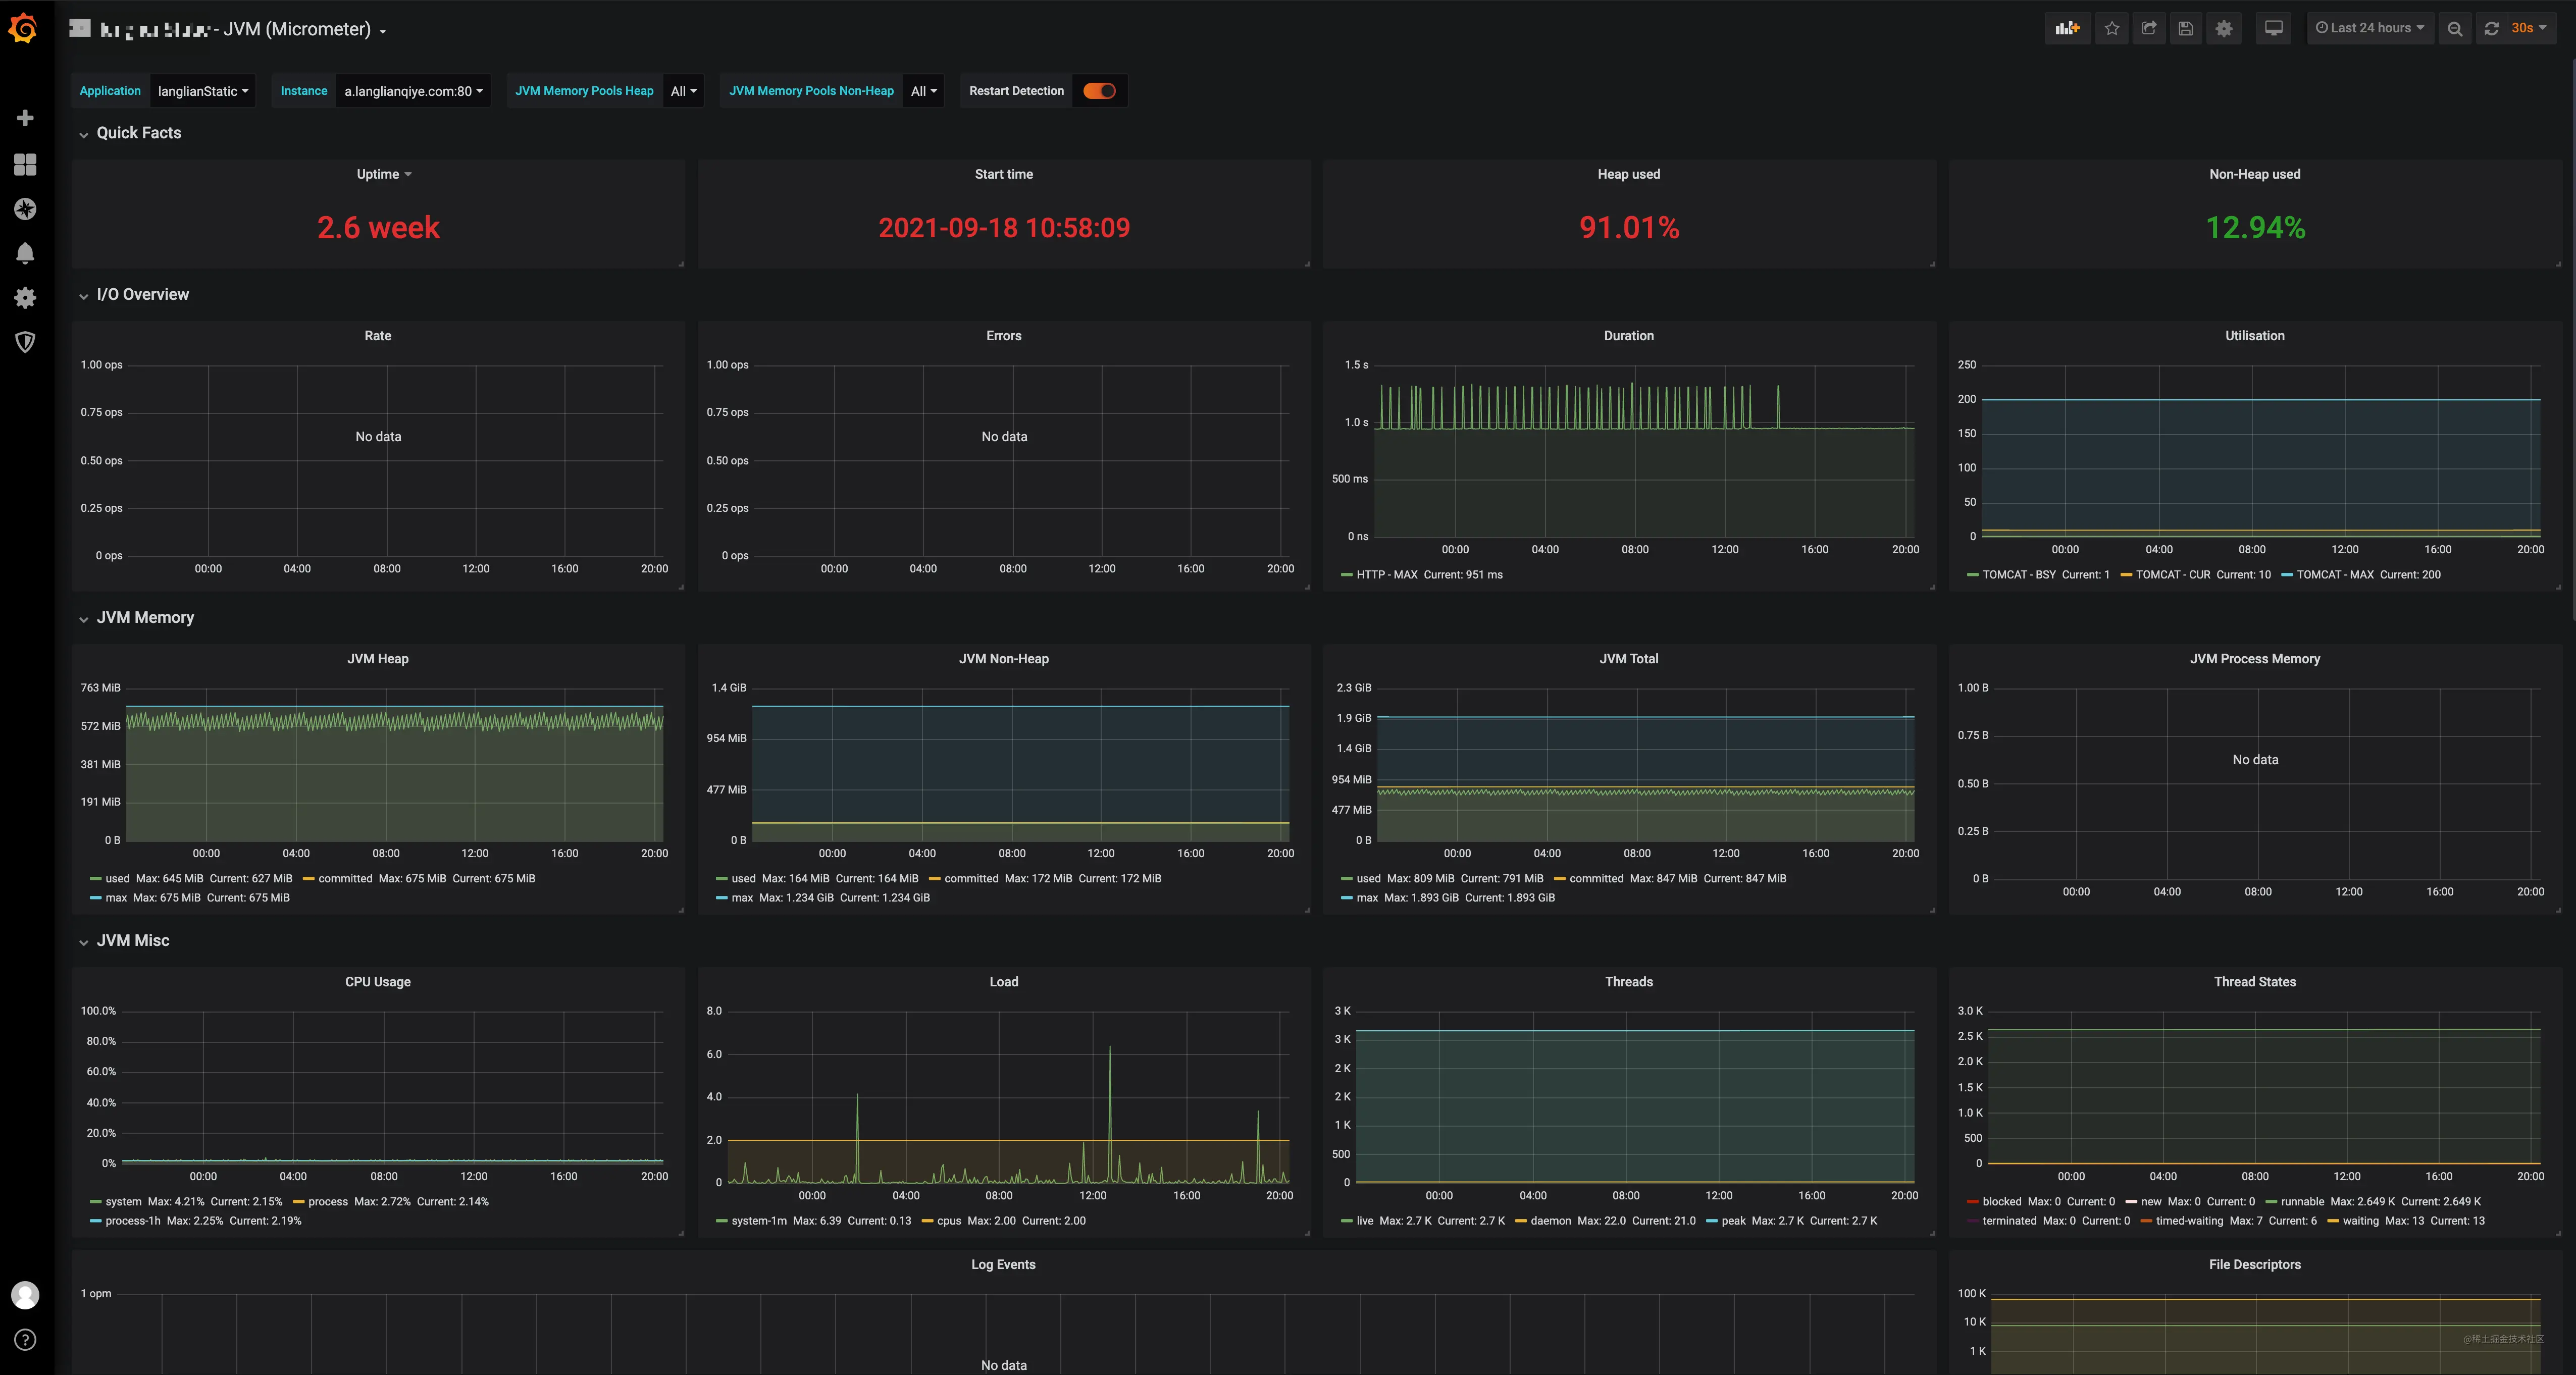 - JVM (Micrometer)
Last 24 hours
30s
Application langlianStatic
Instance a.langlianqiye.com:80
JVM Memory Pools Heap All
JVM Memory Pools Non-Heap All
Restart Detection
Quick Facts
Uptime
2.6 week
Start time
2021-09-18 10:58:09
Heap used
91.01%
Non-Heap used
12.94%
I/O Overview
Rate
1.00 ops
0.75 ops
0.50 ops
0.25 ops
0 ops
No data
00:00 04:00 08:00 12:00 16:00 20:00
Errors
1.00 ops
0.75 ops
0.50 ops
0.25 ops
0 ops
No data
00:00 04:00 08:00 12:00 16:00 20:00
Duration
1.5 s
1.0 s
500 ms
0 ns
00:00 04:00 08:00 12:00 16:00 20:00
HTTP - MAX Current: 951 ms
Utilisation
250
200
150
100
50
0
00:00 04:00 08:00 12:00 16:00 20:00
TOMCAT - BSY Current: 1 TOMCAT - CUR Current: 10 TOMCAT - MAX Current: 200
JVM Memory
JVM Heap
763 MiB
572 MiB
381 MiB
191 MiB
0 B
00:00 04:00 08:00 12:00 16:00 20:00
used Max: 645 MiB Current: 627 MiB committed Max: 675 MiB Current: 675 MiB
max Max: 675 MiB Current: 675 MiB
JVM Non-Heap
1.4 GiB
954 MiB
477 MiB
0 B
00:00 04:00 08:00 12:00 16:00 20:00
used Max: 164 MiB Current: 164 MiB committed Max: 172 MiB Current: 172 MiB
max Max: 1.234 GiB Current: 1.234 GiB
JVM Total
2.3 GiB
1.9 GiB
1.4 GiB
954 MiB
477 MiB
0 B
00:00 04:00 08:00 12:00 16:00 20:00
used Max: 809 MiB Current: 791 MiB committed Max: 847 MiB Current: 847 MiB
max Max: 1.893 GiB Current: 1.893 GiB
JVM Process Memory
1.00 B
0.75 B
0.50 B
0.25 B
0 B
No data
00:00 04:00 08:00 12:00 16:00 20:00
JVM Misc
CPU Usage
100.0%
80.0%
60.0%
40.0%
20.0%
0%
00:00 04:00 08:00 12:00 16:00 20:00
system Max: 4.21% Current: 2.15% process Max: 2.72% Current: 2.14%
process-1h Max: 2.25% Current: 2.19%
Load
8.0
6.0
4.0
2.0
0
00:00 04:00 08:00 12:00 16:00 20:00
system-1m Max: 6.39 Current: 0.13 cpus Max: 2.00 Current: 2.00
Threads
3 K
3 K
2 K
2 K
1 K
500
0
00:00 04:00 08:00 12:00 16:00 20:00
live Max: 2.7 K Current: 2.7 K daemon Max: 22.0 Current: 21.0 peak Max: 2.7 K Current: 2.7 K
Thread States
3.0 K
2.5 K
2.0 K
1.5 K
1.0 K
500
0
00:00 04:00 08:00 12:00 16:00 20:00
blocked Max: 0 Current: 0 new Max: 0 Current: 0 runnable Max: 2.649 K Current: 2.649 K
terminated Max: 0 Current: 0 timed-waiting Max: 7 Current: 6 waiting Max: 13 Current: 13
Log Events
1 opm
No data
File Descriptors
100 K
10 K
1 K
@稀土掘金技术社区